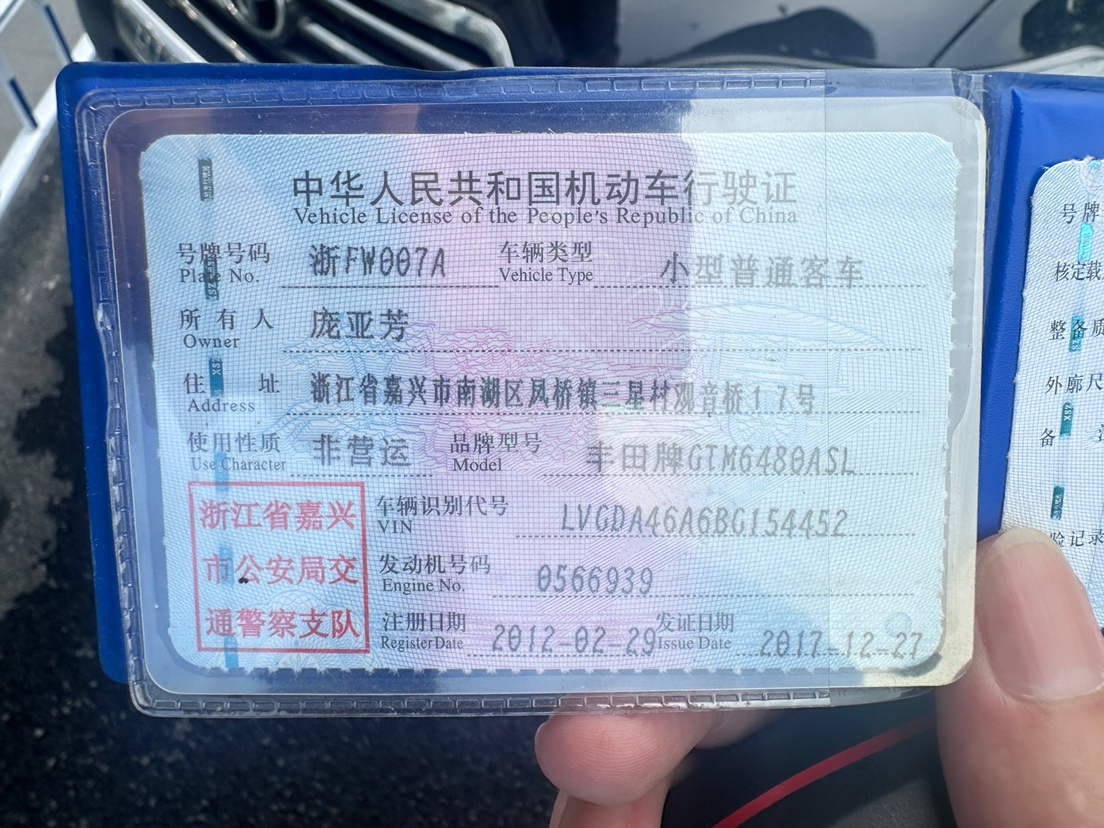 中华人民共和国机动车行驶证
Vehicle License of the People's Republic of China
号牌号码 浙FW007A 车辆类型 小型普通客车
Plate No. Vehicle Type
所有人 庞亚芳
Owner
住址 浙江省嘉兴市南湖区凤桥镇三星村观音桥17号
Address
使用性质 非营运 品牌型号 丰田牌GTM6480ASL
Use Character Model
浙江省嘉兴
市公安局交
通警察支队
车辆识别代号 LVGDA46A6BG154452
VIN
发动机号码 0566939
Engine No.
注册日期 2012-02-29 发证日期 2017-12-27
Register Date Issue Date
号牌
核定载
整备质
外廓尺
备
验记录